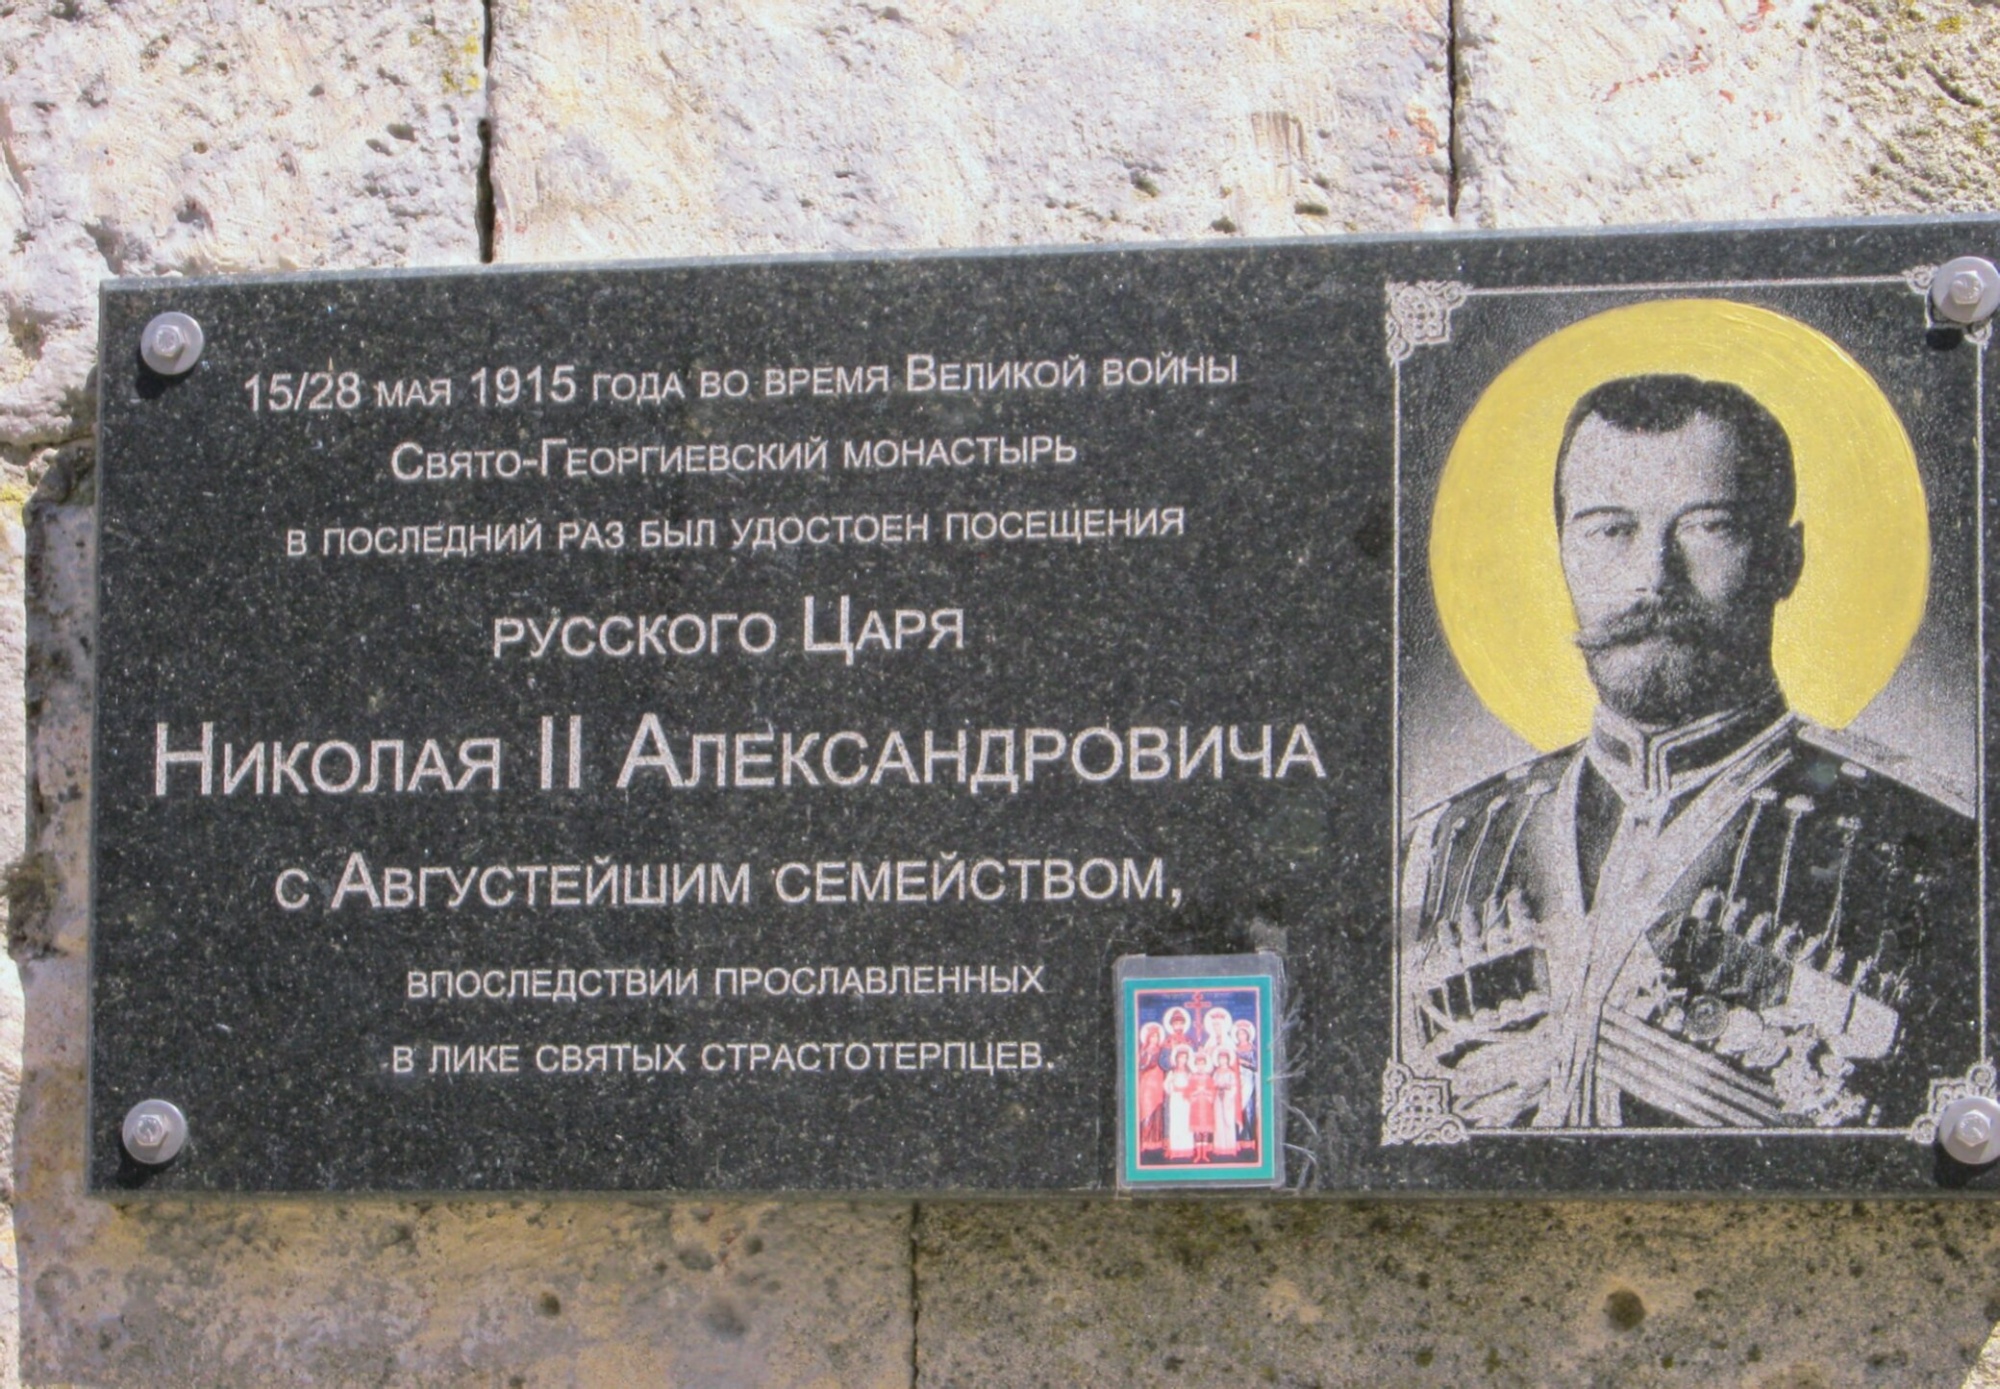 15/28 мая 1915 года во время Великой войны
Свято-Георгиевский монастырь
в последний раз был удостоен посещения
русского Царя
Николая II Александровича
с Августейшим семейством,
впоследствии прославленных
в лике святых страстотерпцев.